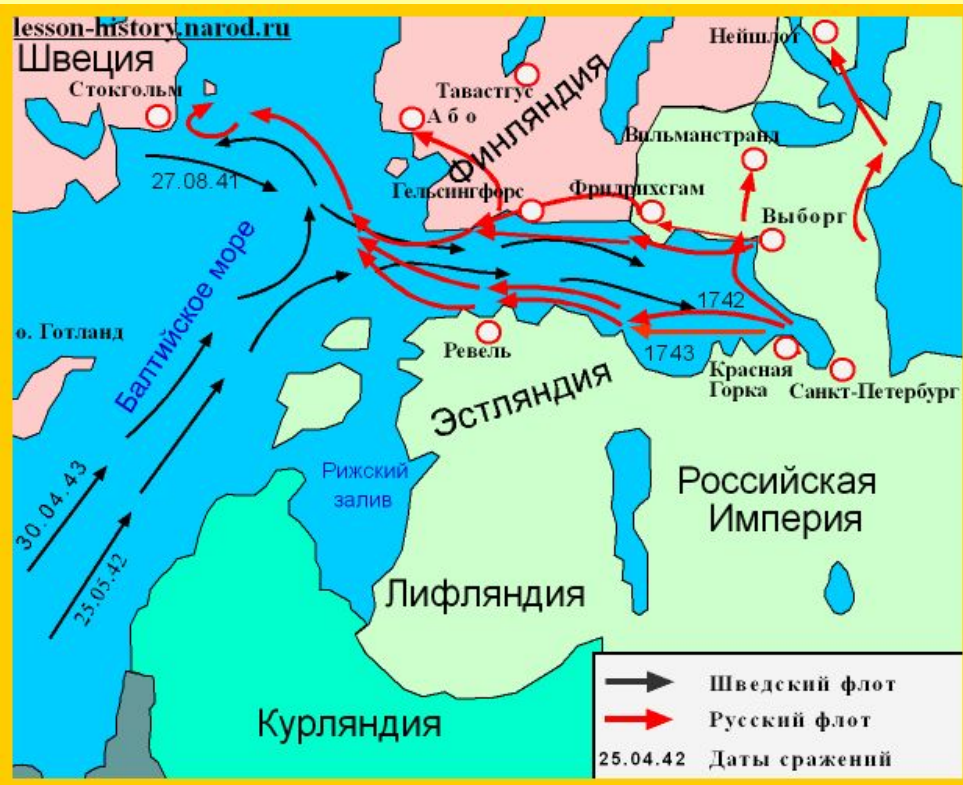 lesson-history.narod.ru
Швеция
Стокгольм
Нейшлот
Тавастгус
Або
Финляндия
Вильманстранд
27.08.41
Гельсингфорс
Фридрихсгам
Выборг
Балтийское море
1742
о. Готланд
Ревель
1743
Красная
Горка
Санкт-Петербург
Эстляндия
30.04.43
Рижский
залив
Российская
Империя
25.05.42
Лифляндия
Курляндия
Шведский флот
Русский флот
25.04.42 Даты сражений